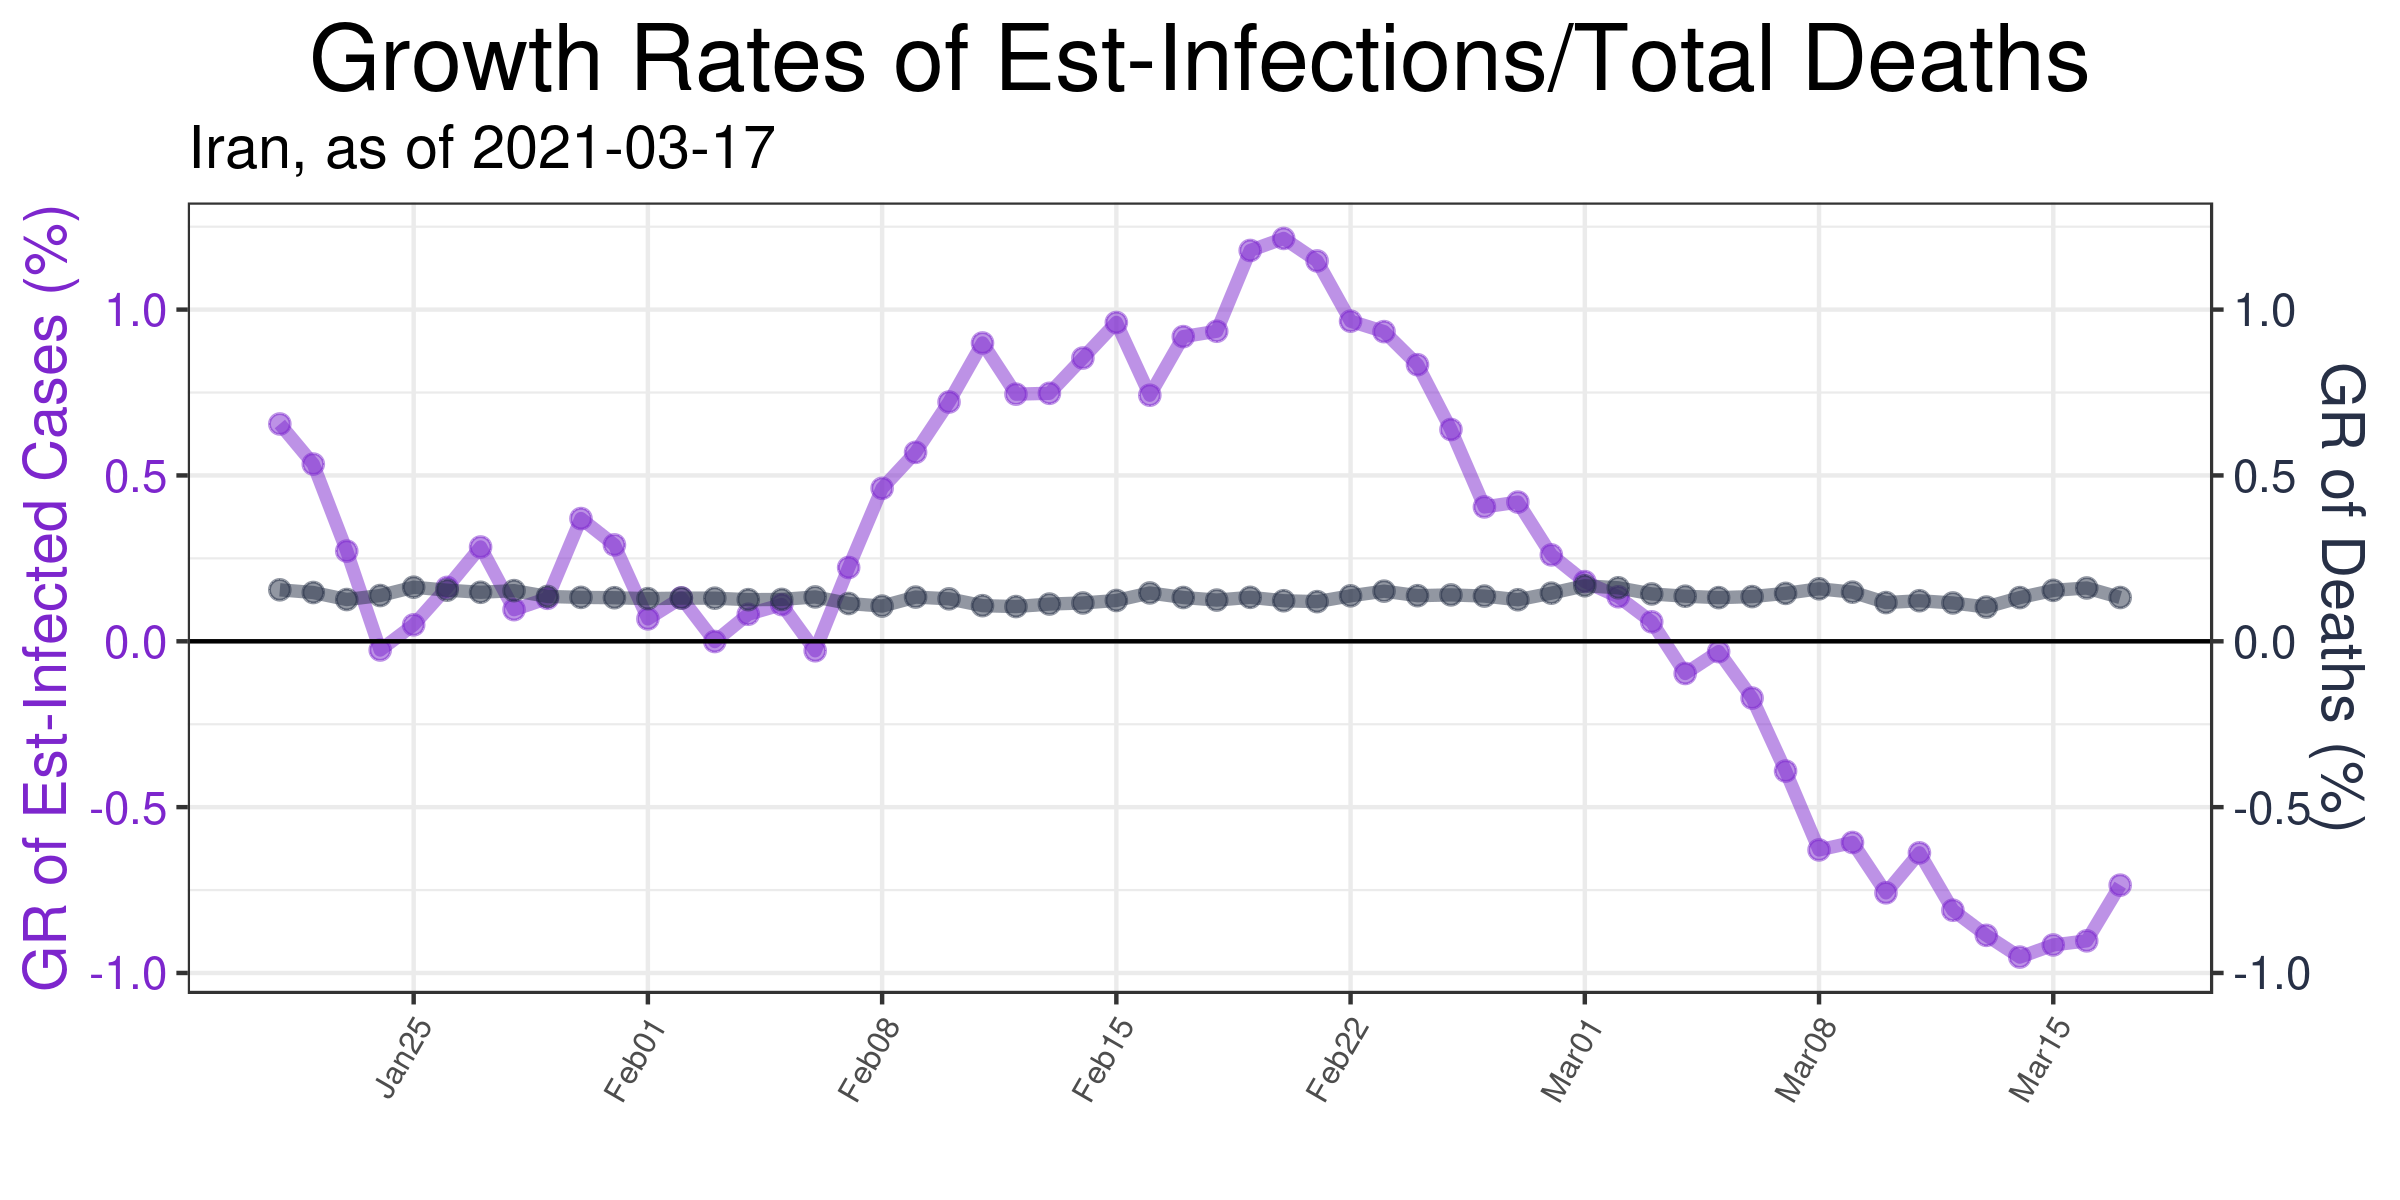 Growth Rates of Est-Infections/Total Deaths
Iran, as of 2021-03-17
GR of Est-Infected Cases (%)
1.0
0.5
0.0
-0.5
-1.0
1.0
0.5
0.0
-0.5
-1.0
GR of Deaths (%)
Jan25
Feb01
Feb08
Feb15
Feb22
Mar01
Mar08
Mar15